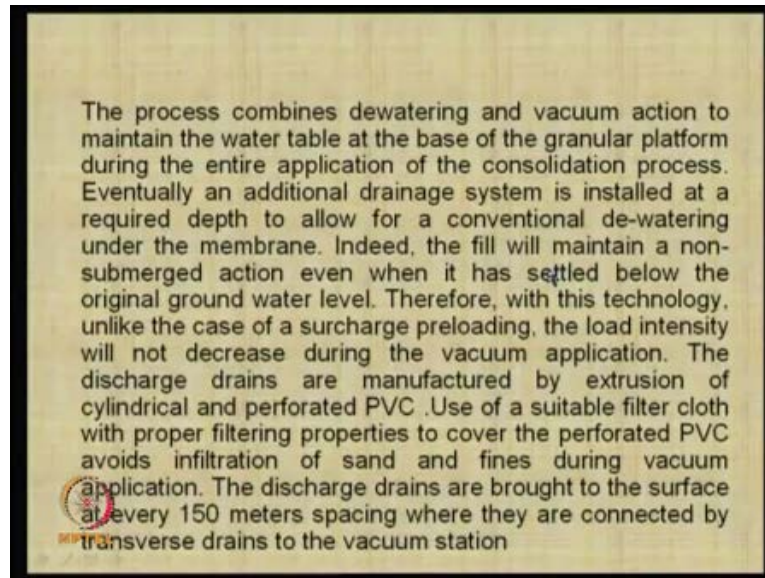 The process combines dewatering and vacuum action to
maintain the water table at the base of the granular platform
during the entire application of the consolidation process.
Eventually an additional drainage system is installed at a
required depth to allow for a conventional de-watering
under the membrane. Indeed, the fill will maintain a non-
submerged action even when it has settled below the
original ground water level. Therefore, with this technology,
unlike the case of a surcharge preloading, the load intensity
will not decrease during the vacuum application. The
discharge drains are manufactured by extrusion of
cylindrical and perforated PVC .Use of a suitable filter cloth
with proper filtering properties to cover the perforated PVC
avoids infiltration of sand and fines during vacuum
application. The discharge drains are brought to the surface
at every 150 meters spacing where they are connected by
transverse drains to the vacuum station
NPTEL